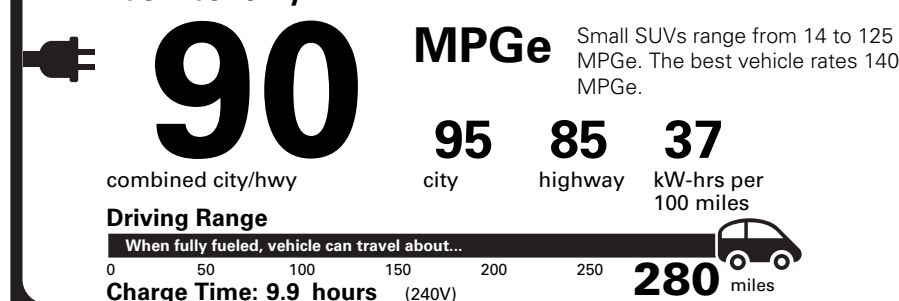 90
MPGe
Small SUVs range from 14 to 125
MPGe. The best vehicle rates 140
MPGe.
combined city/hwy
95
city
85
highway
37
kW-hrs per
100 miles
Driving Range
When fully fueled, vehicle can travel about...
0 50 100 150 200 250 280 miles
Charge Time: 9.9 hours (240V)